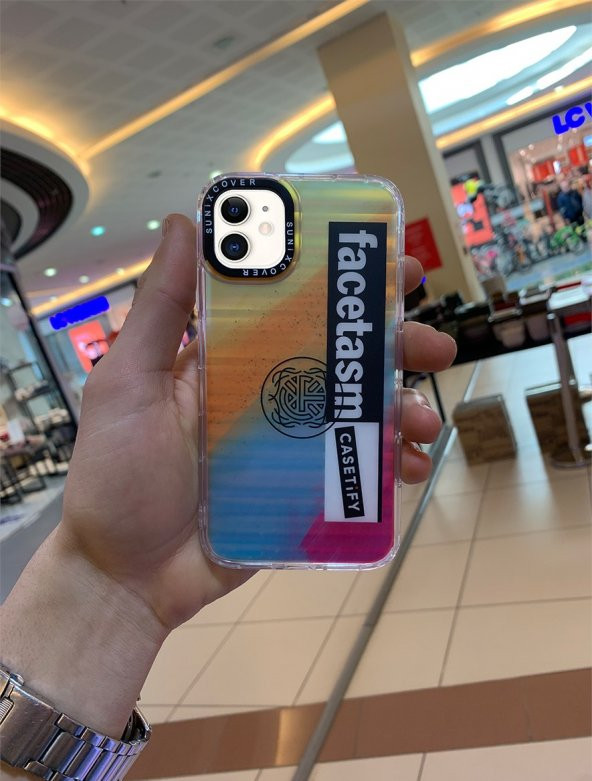 SUNIXCOVER
SUNIXCOVER
facetasm
CASETiFY
LC W